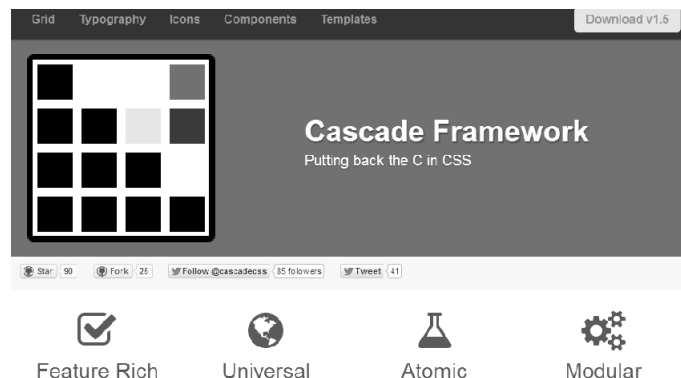 Grid Typography Icons Components Templates Download v1.5
Cascade Framework
Putting back the C in CSS
Star 90 Fork 25 Follow @cascadecss 85 folowers Tweet 41
Feature Rich Universal Atomic Modular